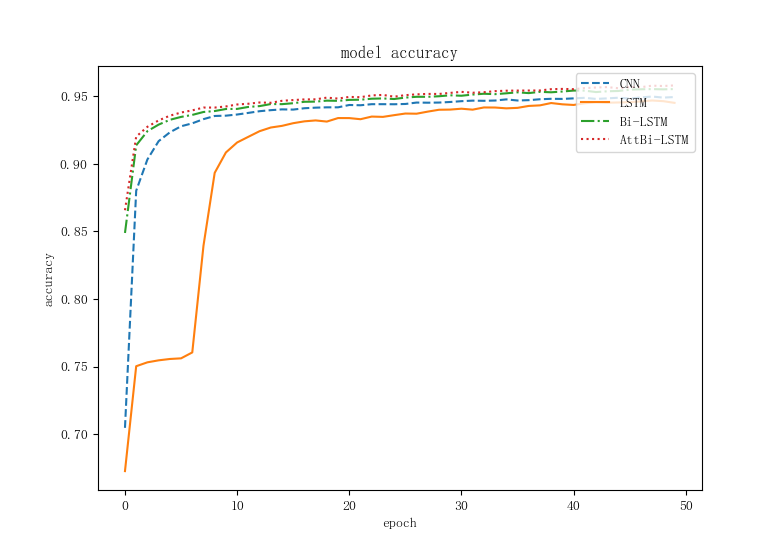 model accuracy
CNN
LSTM
Bi-LSTM
AttBi-LSTM
0.95
0.90
0.85
0.80
0.75
0.70
accuracy
0 10 20 30 40 50
epoch